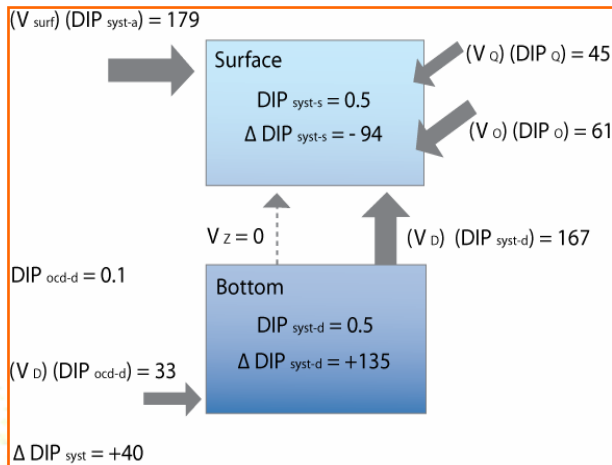 (V surf) (DIP syst-a) = 179
Surface
(V Q) (DIP Q) = 45
DIP syst-s = 0.5
Δ DIP syst-s = - 94
(V O) (DIP O) = 61
V Z = 0
(V D) (DIP syst-d) = 167
DIP ocd-d = 0.1
Bottom
DIP syst-d = 0.5
Δ DIP syst-d = +135
(V D) (DIP ocd-d) = 33
Δ DIP syst = +40